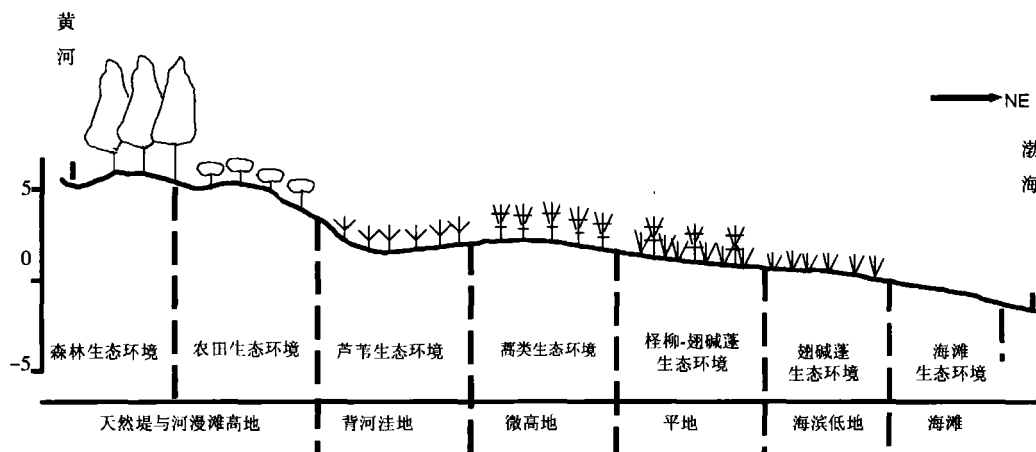 黄
河
NE
渤
海
5
0
-5
森林生态环境
农田生态环境
芦苇生态环境
蒿类生态环境
柽柳-翅碱蓬
生态环境
翅碱蓬
生态环境
海滩
生态环境
天然堤与河漫滩高地
背河洼地
微高地
平地
海滨低地
海滩